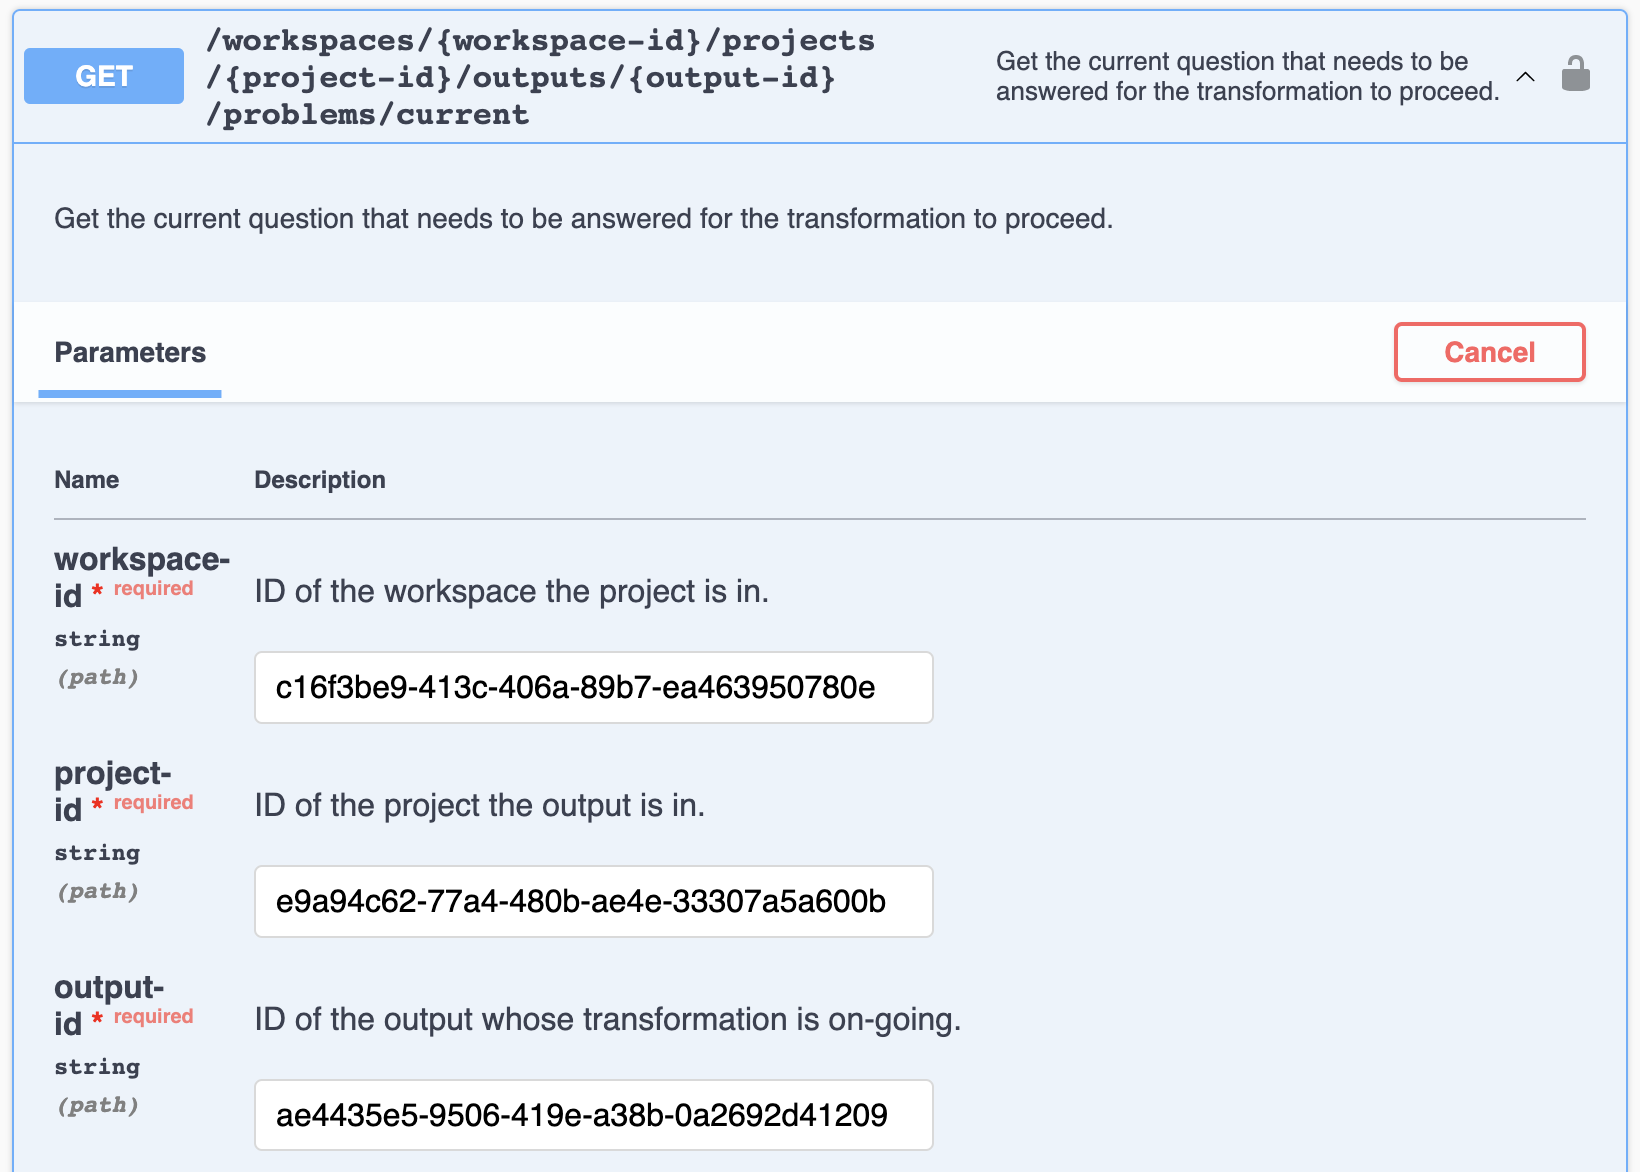 GET
/workspaces/{workspace-id}/projects
/{project-id}/outputs/{output-id}
/problems/current
Get the current question that needs to be
answered for the transformation to proceed.
Get the current question that needs to be answered for the transformation to proceed.
Parameters
Cancel
Name
Description
workspace-
id * required
string
(path)
ID of the workspace the project is in.
c16f3be9-413c-406a-89b7-ea463950780e
project-
id * required
string
(path)
ID of the project the output is in.
e9a94c62-77a4-480b-ae4e-33307a5a600b
output-
id * required
string
(path)
ID of the output whose transformation is on-going.
ae4435e5-9506-419e-a38b-0a2692d41209